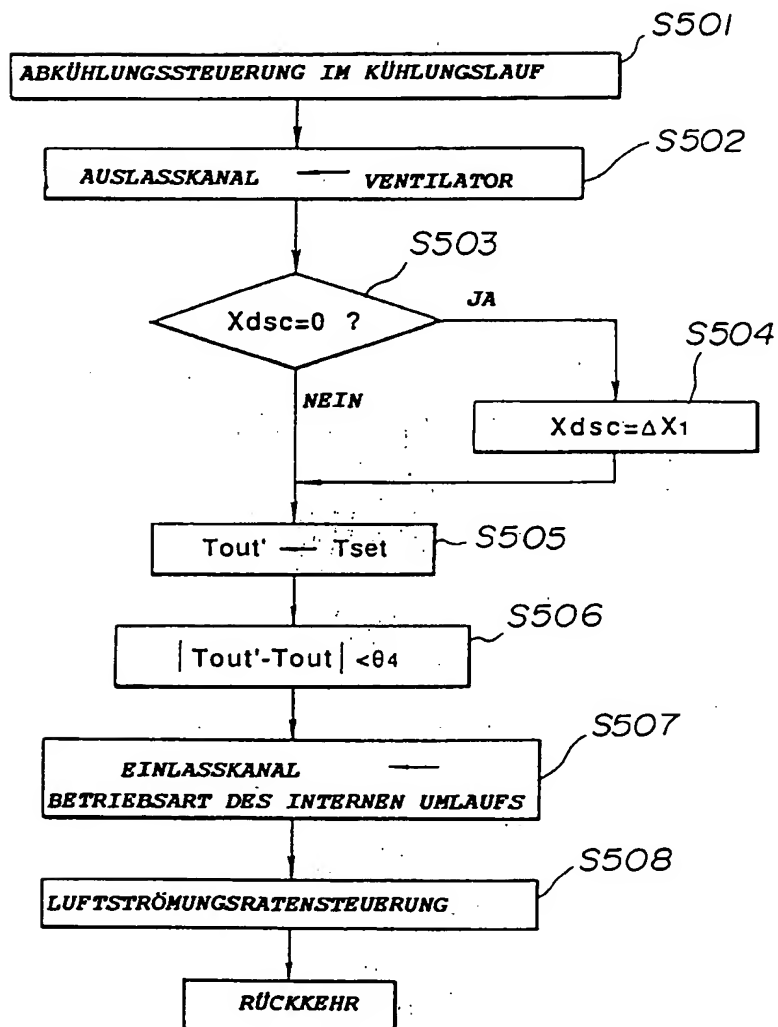 S501
ABKÜHLUNGSSTEUERUNG IM KÜHLUNGSLAUF
S502
AUSLASSKANAL ← VENTILATOR
S503
Xdsc=0 ?
JA
NEIN
S504
Xdsc=ΔX1
Tout' ← Tset
S505
S506
|Tout'-Tout| <θ4
S507
EINLASSKANAL ←
BETRIEBSART DES INTERNEN UMLAUFS
S508
LUFTSTRÖMUNGSRATENSTEUERUNG
RÜCKKEHR